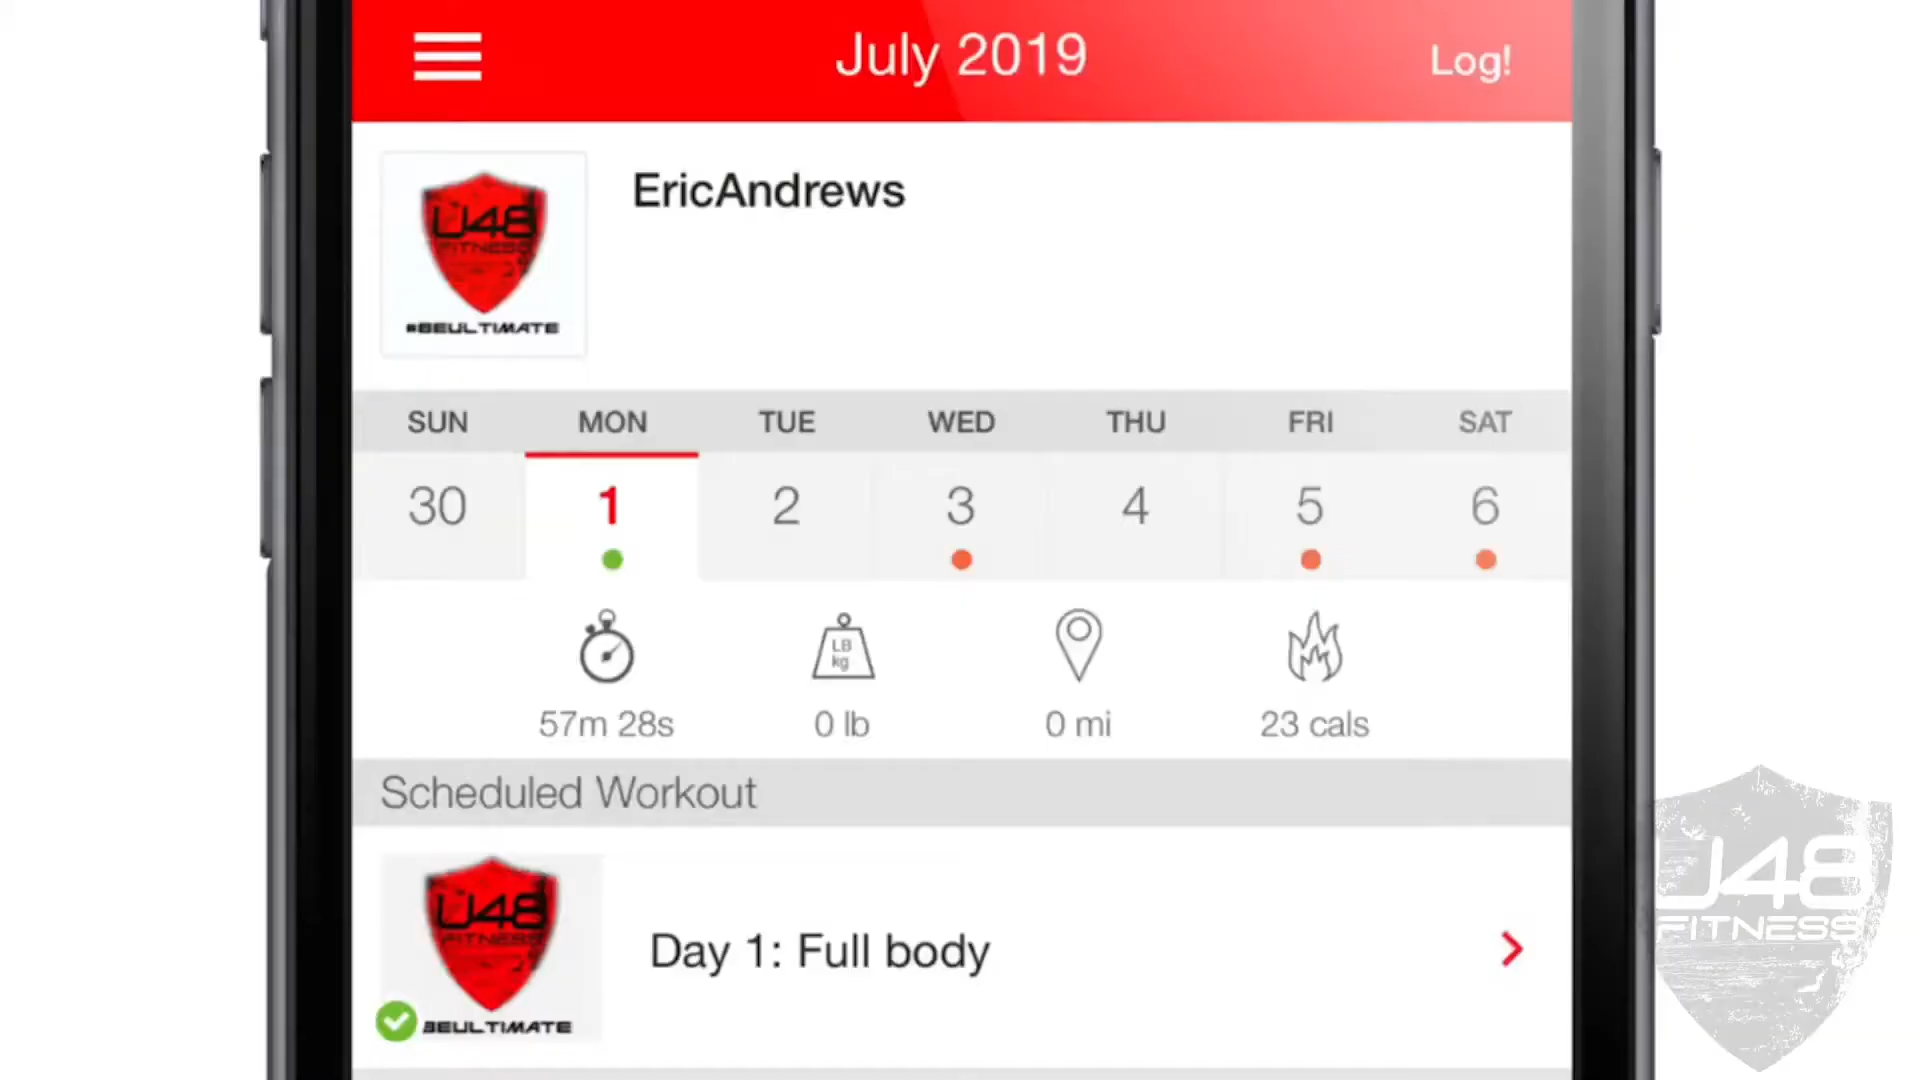 July 2019
Log!
U48
FITNESS
#BEULTIMATE
EricAndrews
SUN MON TUE WED THU FRI SAT
30 1 2 3 4 5 6
LB
kg
57m 28s 0 lb 0 mi 23 cals
Scheduled Workout
U48
FITNESS
BEULTIMATE
Day 1: Full body
U48
FITNESS